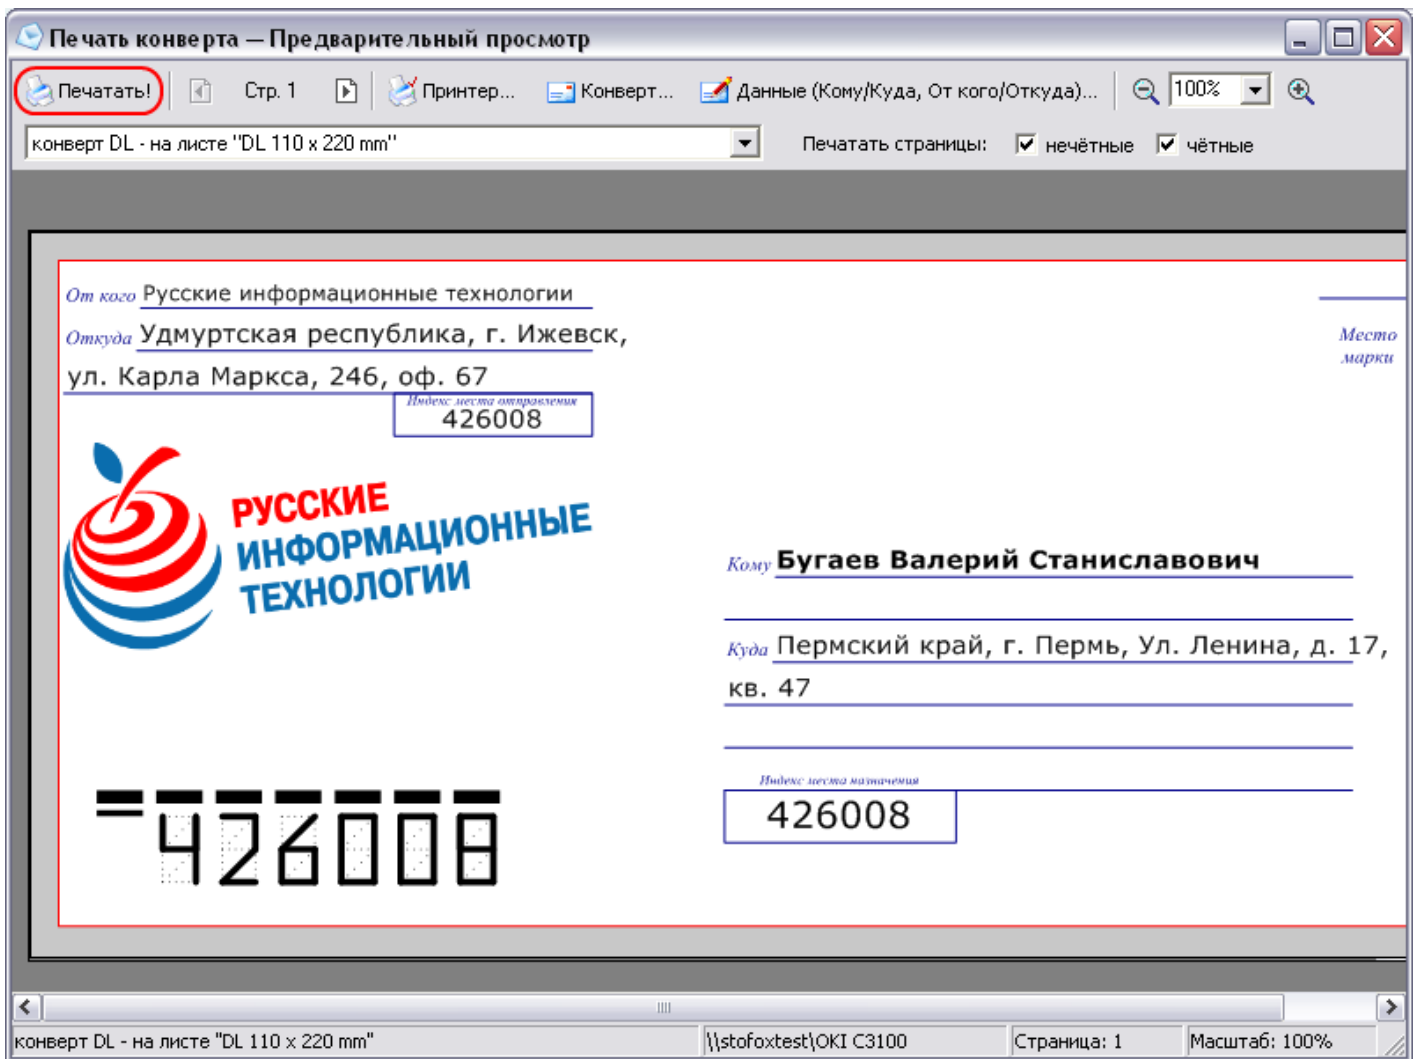 Печать конверта — Предварительный просмотр
Печатать! Стр. 1 Принтер... Конверт... Данные (Кому/Куда, От кого/Откуда)... 100%
конверт DL - на листе "DL 110 x 220 mm" Печатать страницы: нечётные чётные
От кого Русские информационные технологии
Откуда Удмуртская республика, г. Ижевск,
ул. Карла Маркса, 246, оф. 67
Индекс места отправления
426008
Место
марки
РУССКИЕ
ИНФОРМАЦИОННЫЕ
ТЕХНОЛОГИИ
Кому Бугаев Валерий Станиславович
Куда Пермский край, г. Пермь, Ул. Ленина, д. 17,
кв. 47
Индекс места назначения
426008
426008
конверт DL - на листе "DL 110 x 220 mm" \\stofoxtest\OKI C3100 Страница: 1 Масштаб: 100%